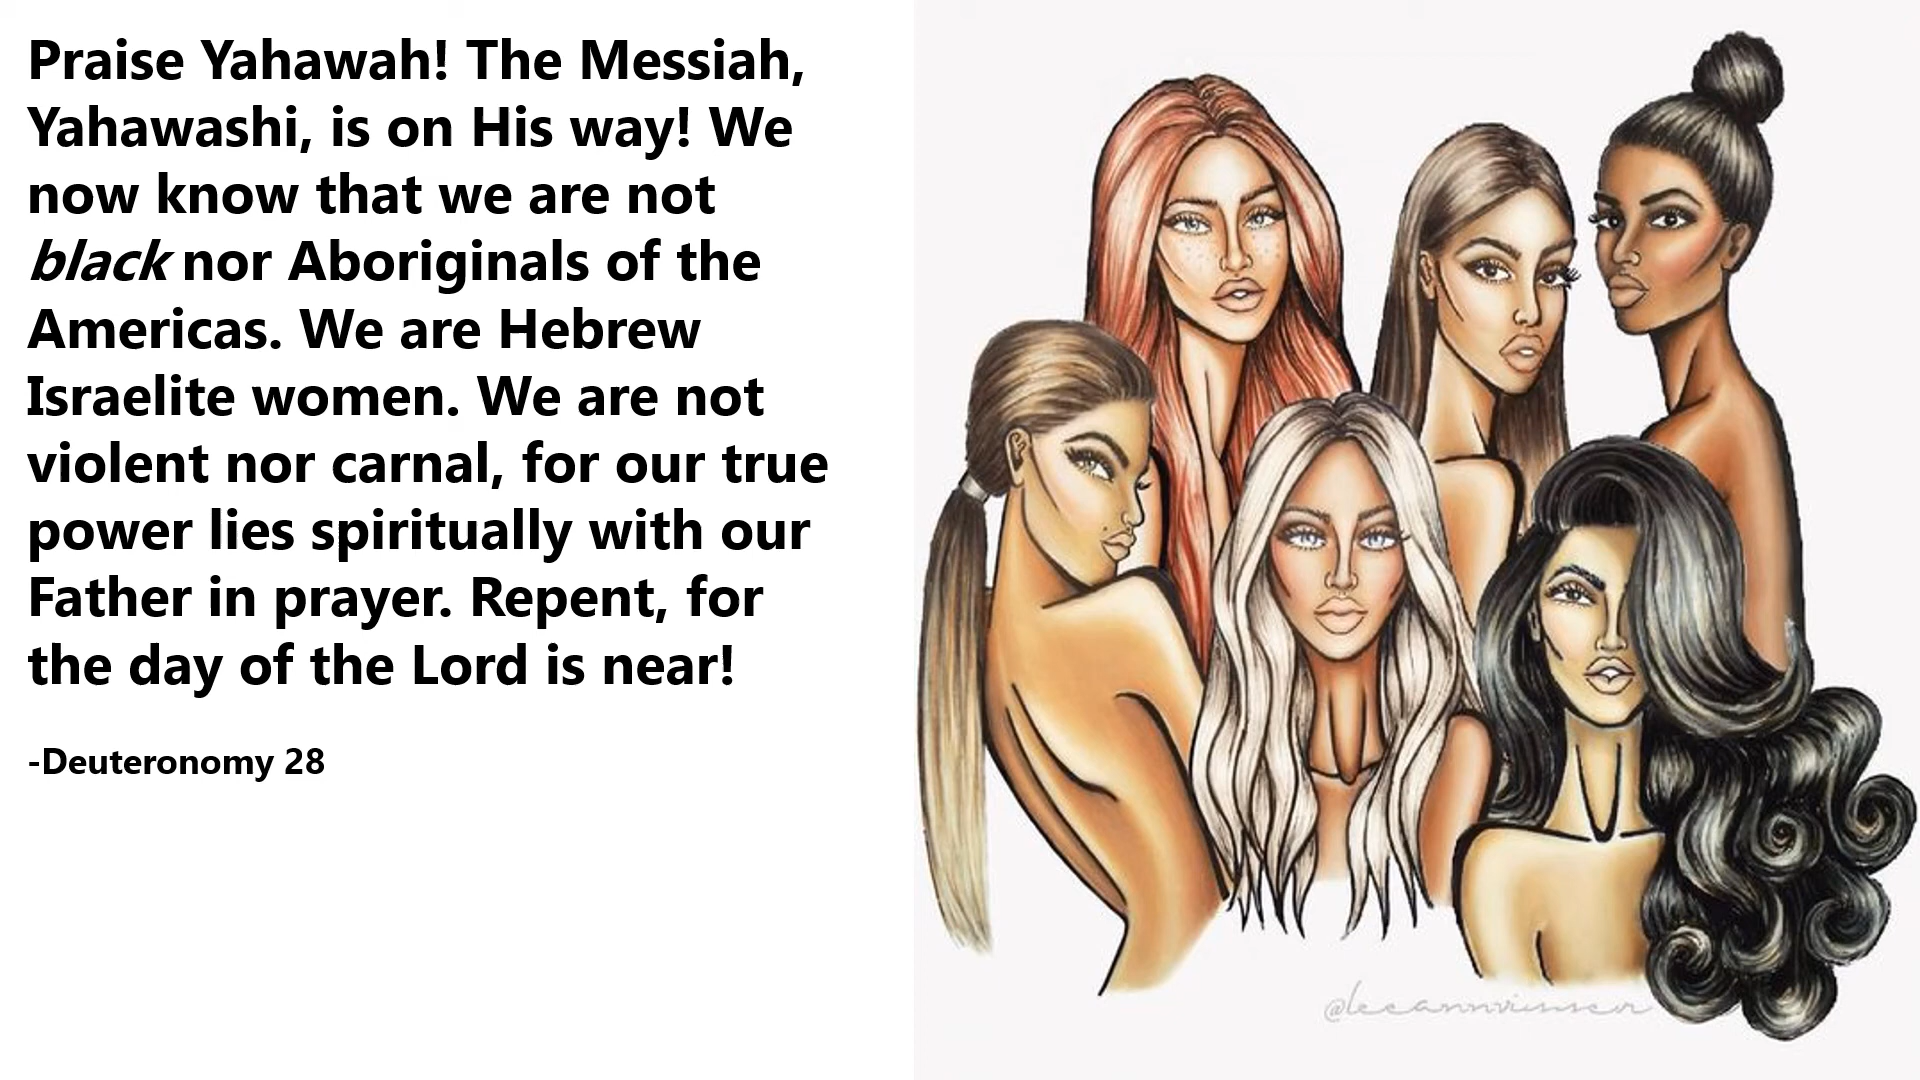 Praise Yahawah! The Messiah,
Yahawashi, is on His way! We
now know that we are not
black nor Aboriginals of the
Americas. We are Hebrew
Israelite women. We are not
violent nor carnal, for our true
power lies spiritually with our
Father in prayer. Repent, for
the day of the Lord is near!
-Deuteronomy 28
@leeannvisser